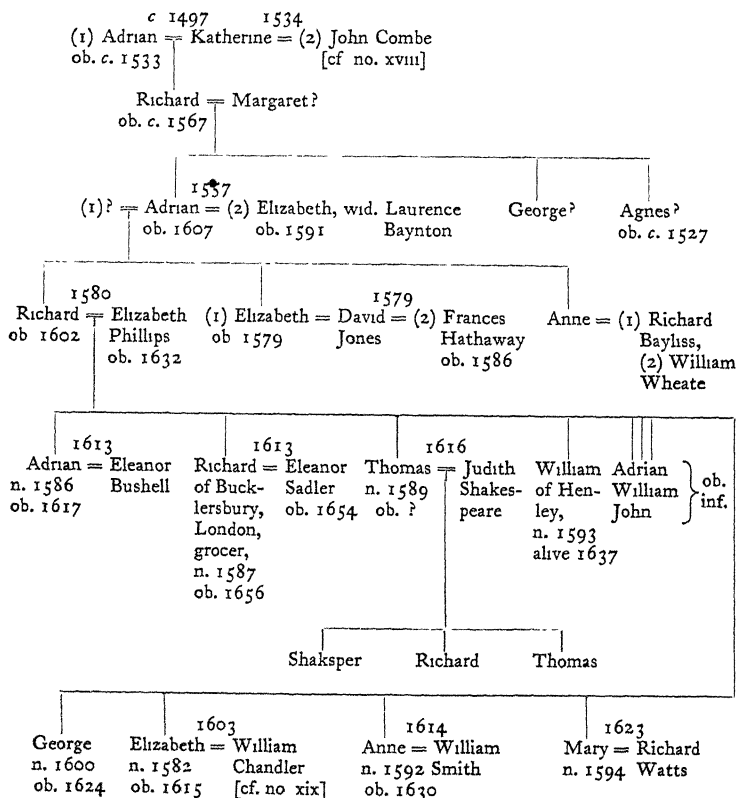 c 1497 1534
(1) Adrian = Katherine = (2) John Combe
ob. c. 1533 [cf no. xviii]
Richard = Margaret?
ob. c. 1567
1557
(1)? = Adrian = (2) Elizabeth, wid. Laurence George? Agnes?
ob. 1607 ob. 1591 Baynton ob. c. 1527
1580 1579
Richard = Elizabeth (1) Elizabeth = David = (2) Frances Anne = (1) Richard
ob 1602 Phillips ob 1579 Jones Hathaway Bayliss,
ob. 1632 ob. 1586 (2) William
Wheate
1613 1613 1616
Adrian = Eleanor Richard = Eleanor Thomas = Judith William Adrian ob.
n. 1586 Bushell of Buck- Sadler n. 1589 Shakes- of Hen- William inf.
ob. 1617 lersbury, ob. 1654 ob. ? peare ley, John
London, n. 1593
grocer, alive 1637
n. 1587
ob. 1656
Shaksper Richard Thomas
1603 1614 1623
George Elizabeth = William Anne = William Mary = Richard
n. 1600 n. 1582 Chandler n. 1592 Smith n. 1594 Watts
ob. 1624 ob. 1615 [cf. no xix] ob. 1630